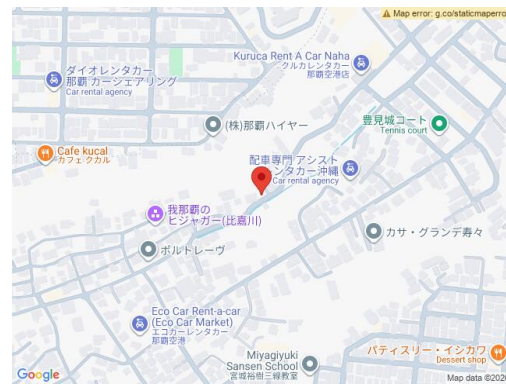 Map error: g.co/staticmaperro
Kuruca Rent A Car Naha
クルカレンタカー
那覇空港店
ダイオレンタカー
那覇 カーシェアリング
Car rental agency
(株)那覇ハイヤー
豊見城コート
Tennis court
Cafe kucal
カフェ クカル
配車専門 アシスト
ンタカー沖縄
Car rental agency
我那覇の
ヒジャガー(比嘉川)
カサ・グランデ寿々
ポルトレーヴ
Eco Car Rent-a-car
(Eco Car Market)
エコカーレンタカー
那覇空港
Miyagiyuki
Sansen School
宮城裕樹三線教室
パティスリー・イシカワ
Dessert shop
Google
Map data ©2026